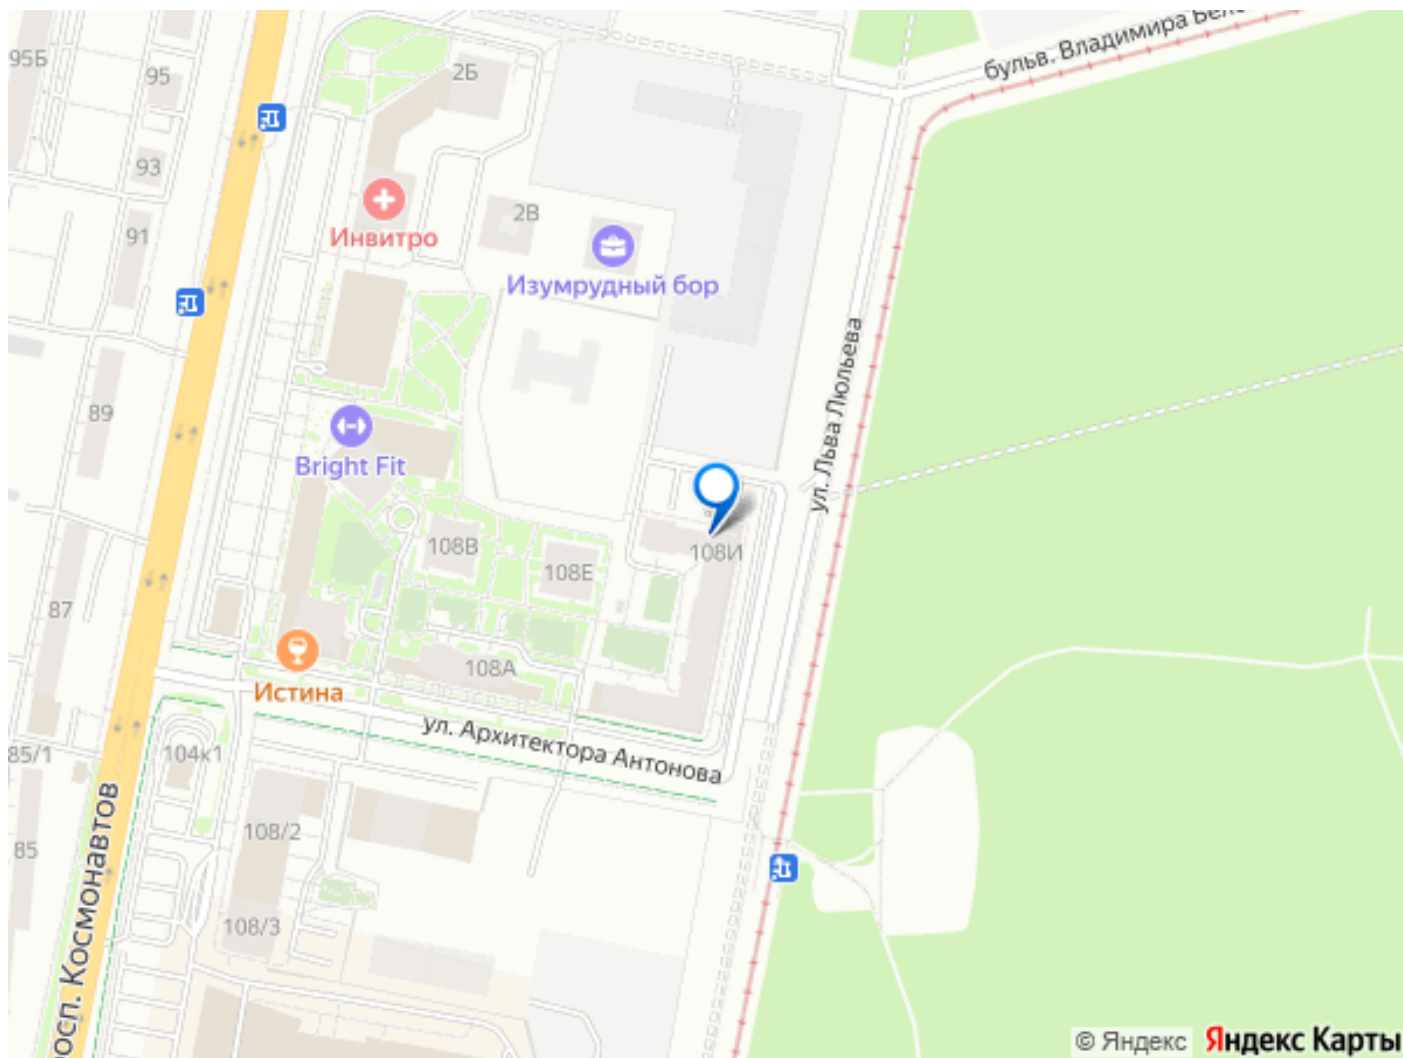 бульв. Владимира Бело
95Б
95
2Б
93
2В
91
Инвитро
Изумрудный бор
ул. Льва Люльева
89
Bright Fit
108В
108Е
108И
87
108А
Истина
ул. Архитектора Антонова
85/1
104к1
108/2
85
108/3
росп. Космонавтов
© Яндекс Яндекс Карты